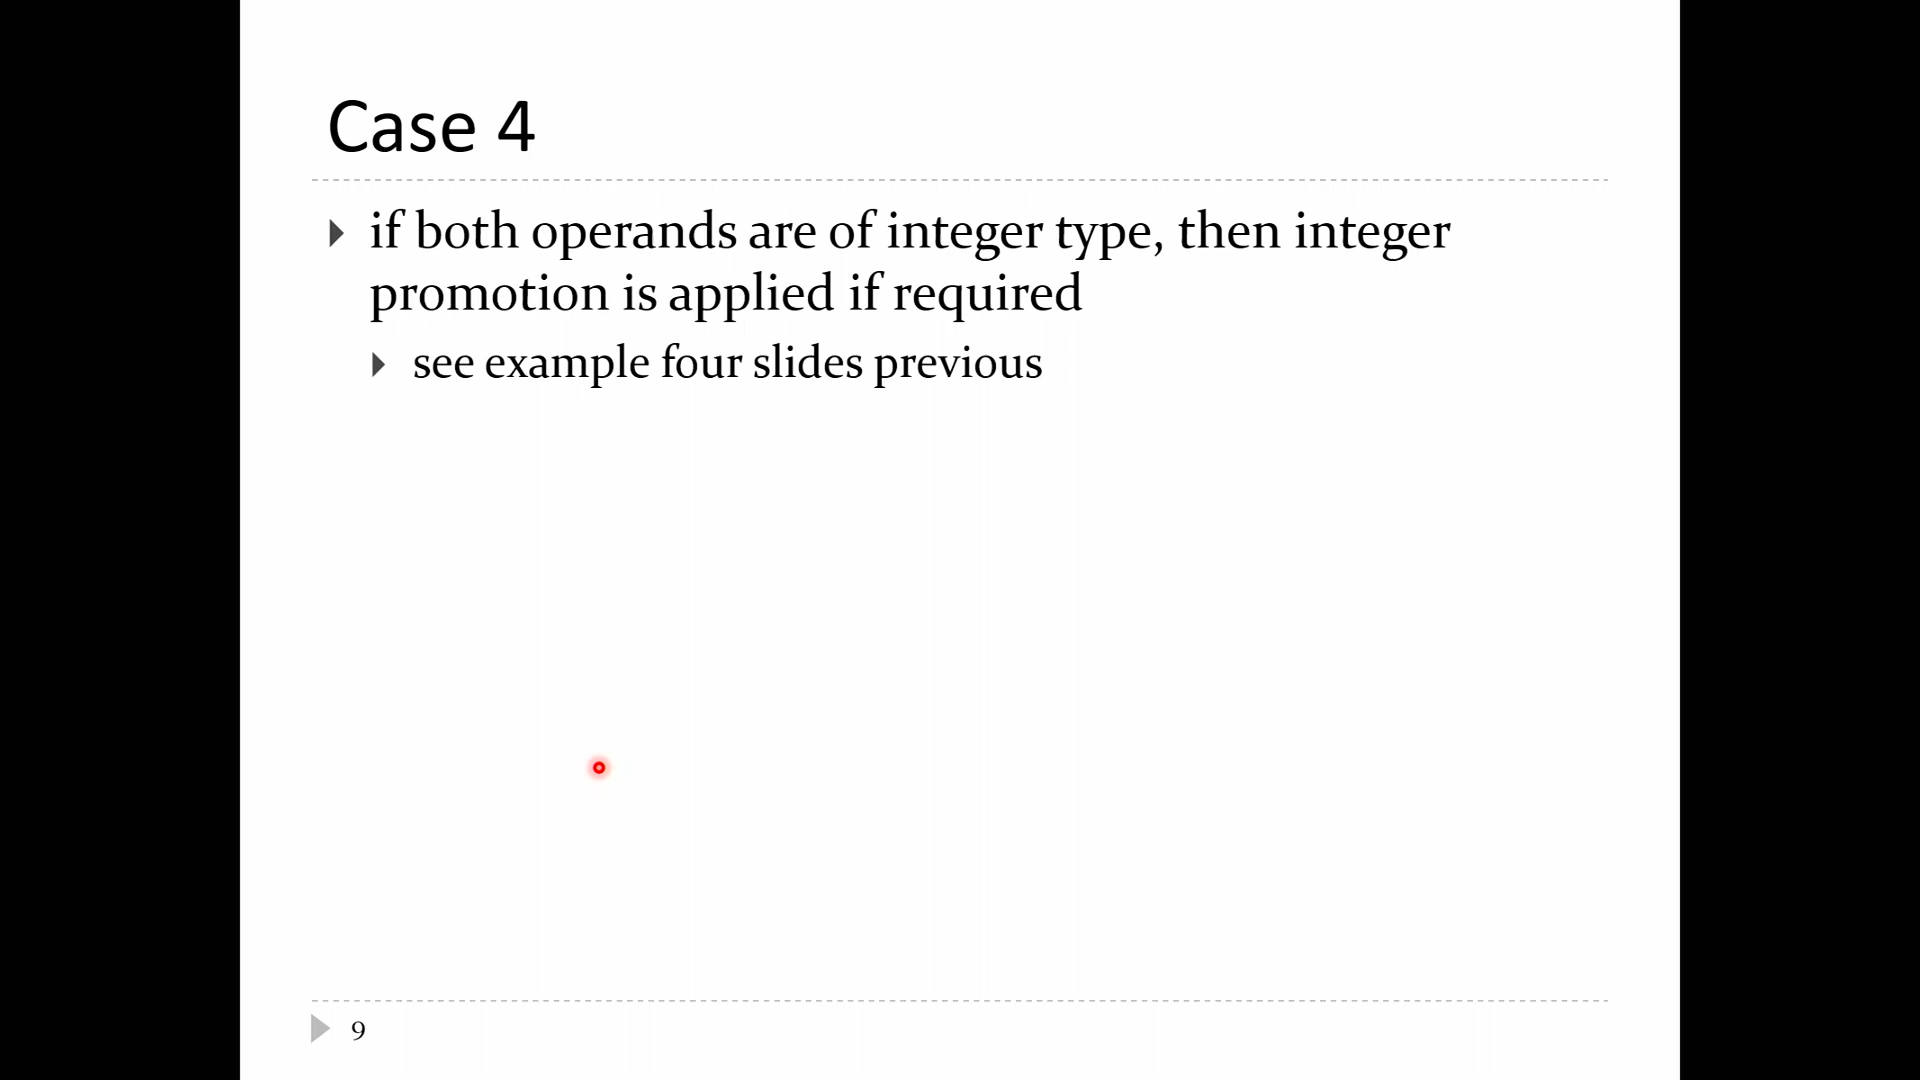 Case 4
if both operands are of integer type, then integer
promotion is applied if required
see example four slides previous
9